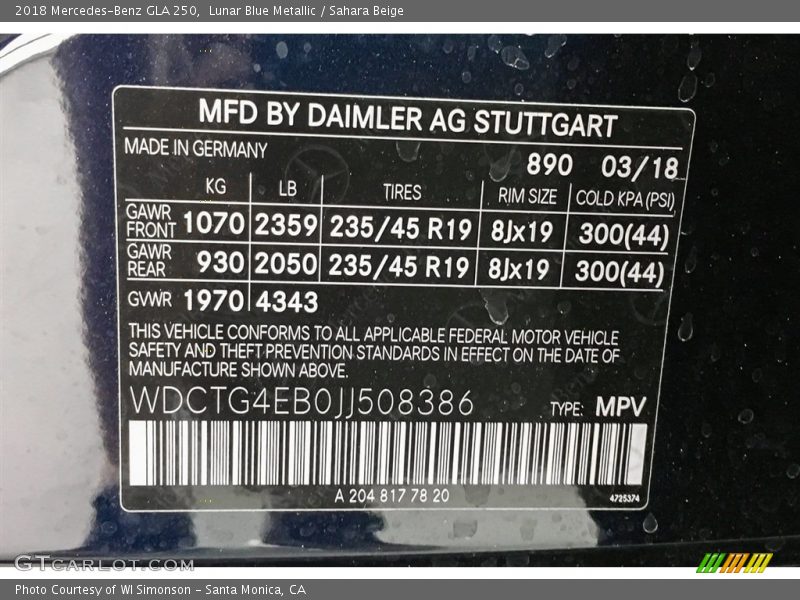 2018 Mercedes-Benz GLA 250,  Lunar Blue Metallic / Sahara Beige
MFD BY DAIMLER AG STUTTGART
MADE IN GERMANY
890 03/18
KG LB TIRES RIM SIZE COLD KPA (PSI)
GAWR FRONT 1070 2359 235/45 R19 8Jx19 300(44)
GAWR REAR 930 2050 235/45 R19 8Jx19 300(44)
GVWR 1970 4343
THIS VEHICLE CONFORMS TO ALL APPLICABLE FEDERAL MOTOR VEHICLE
SAFETY AND THEFT PREVENTION STANDARDS IN EFFECT ON THE DATE OF
MANUFACTURE SHOWN ABOVE.
WDCTG4EB0JJ508386 TYPE: MPV
A 204 817 78 20 4725374
GTCARLOT.COM
Photo Courtesy of WI Simonson - Santa Monica, CA